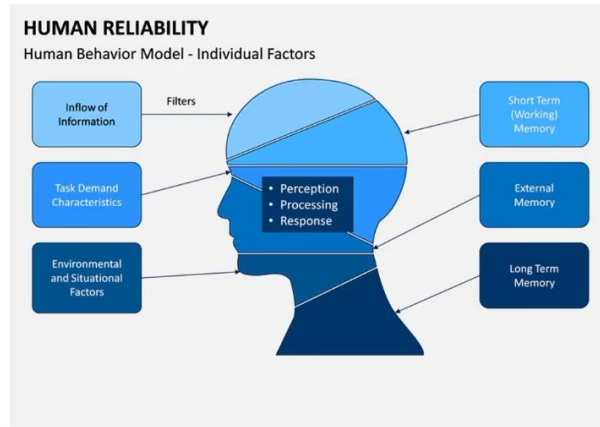 HUMAN RELIABILITY
Human Behavior Model - Individual Factors
Inflow of
Information
Filters
Short Term
(Working)
Memory
Task Demand
Characteristics
• Perception
• Processing
• Response
External
Memory
Environmental
and Situational
Factors
Long Term
Memory